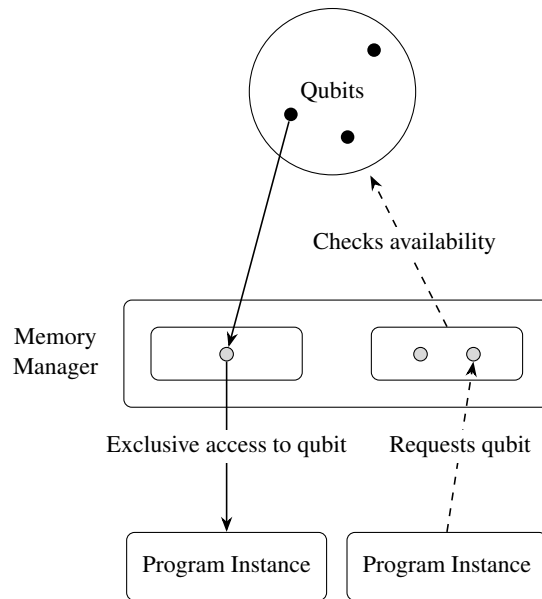 Qubits
Checks availability
Memory
Manager
Exclusive access to qubit
Requests qubit
Program Instance
Program Instance